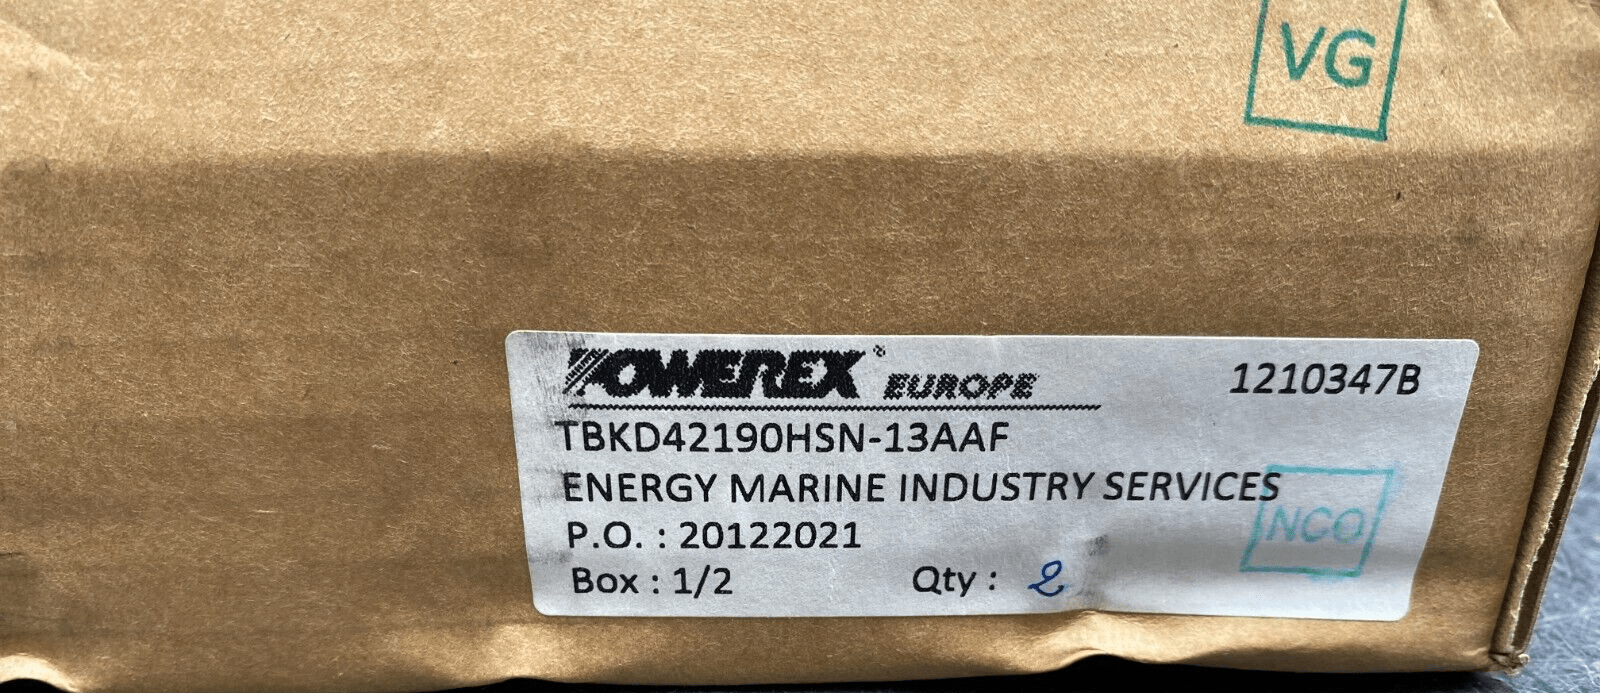 VG
POWEREX® EUROPE 1210347B
TBKD42190HSN-13AAF
ENERGY MARINE INDUSTRY SERVICES
NCO
P.O. : 20122021
Box : 1/2 Qty : 2